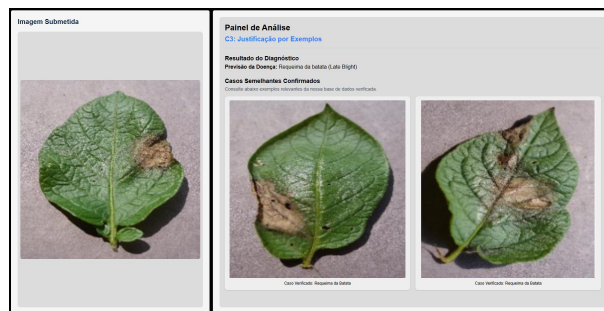 Imagem Submetida
Painel de Análise
C3: Justificação por Exemplos
Resultado do Diagnóstico
Previsão da Doença: Requeima da batata (Late Blight)
Casos Semelhantes Confirmados
Consulte abaixo exemplos relevantes da nossa base de dados verificada.
Caso Verificado: Requeima da Batata
Caso Verificado: Requeima da Batata